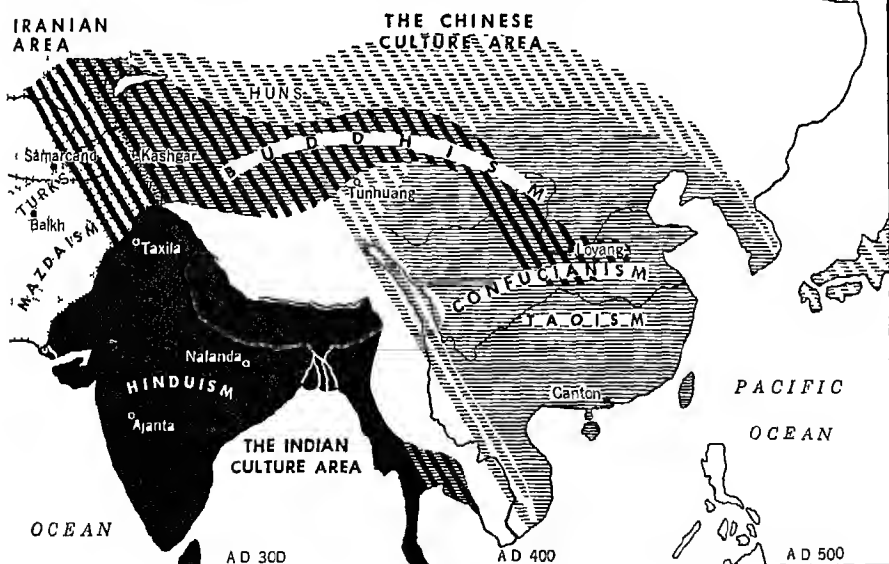 IRANIAN
AREA
THE CHINESE
CULTURE AREA
HUNS
BUDDHISM
Samarcand
Kashgar
TURKS
Tunhuang
Balkh
MAZDAISM
Taxila
Loyang
CONFUCIANISM
TAOISM
Nalanda
HINDUISM
Canton
PACIFIC
OCEAN
Ajanta
THE INDIAN
CULTURE AREA
OCEAN
AD 30D
AD 400
AD 500